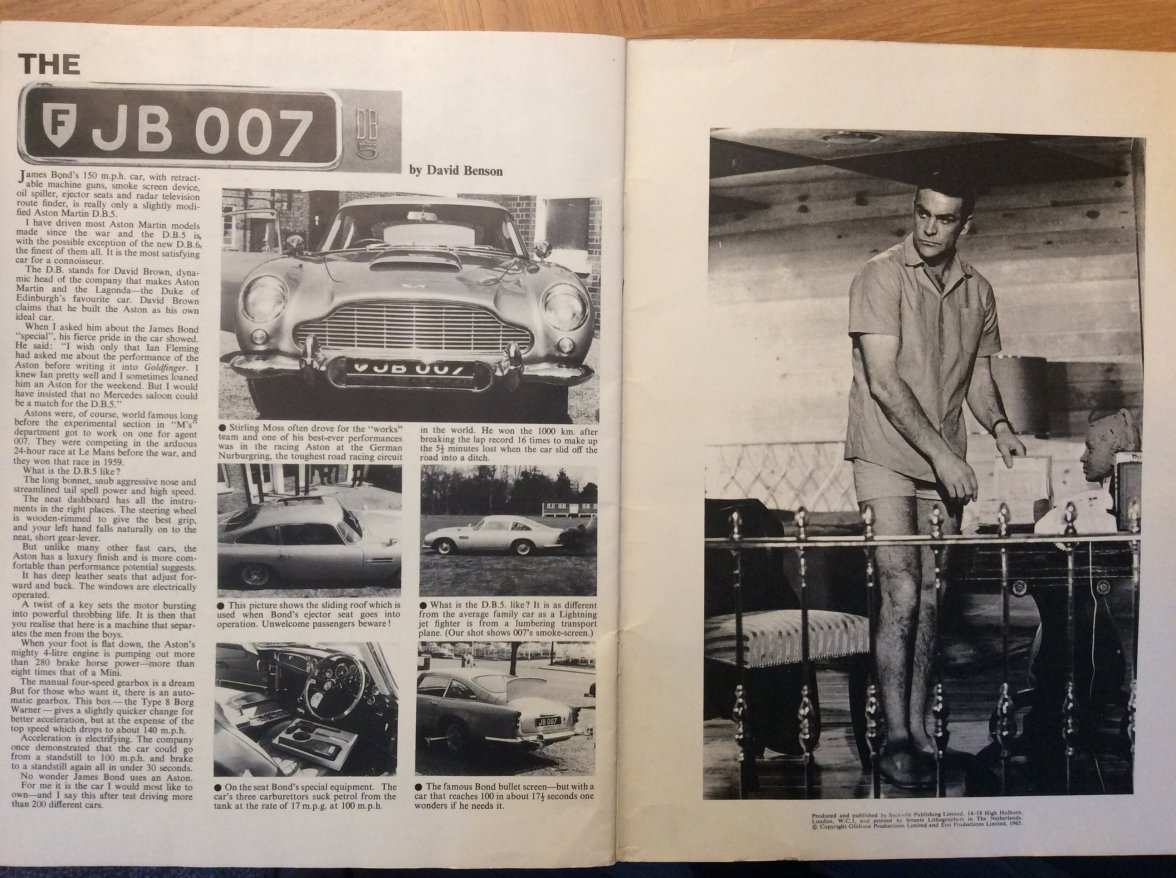 THE
F JB 007
DB
5
by David Benson
James Bond's 150 m.p.h. car, with retract-
able machine guns, smoke screen device,
oil spiller, ejector seats and radar television
route finder, is really only a slightly modi-
fied Aston Martin D.B.5.
I have driven most Aston Martin models
made since the war and the D.B.5 is,
with the possible exception of the new D.B.6,
the finest of them all. It is the most satisfying
car for a connoisseur.
The D.B. stands for David Brown, dyna-
mic head of the company that makes Aston
Martin and the Lagonda—the Duke of
Edinburgh's favourite car. David Brown
claims that he built the Aston as his own
ideal car.
When I asked him about the James Bond
"special", his fierce pride in the car showed.
He said: "I wish only that Ian Fleming
had asked me about the performance of the
Aston before writing it into Goldfinger. I
knew Ian pretty well and I sometimes loaned
him an Aston for the weekend. But I would
have insisted that no Mercedes saloon could
be a match for the D.B.5."
Astons were, of course, world famous long
before the experimental section in "M's"
department got to work on one for agent
007. They were competing in the arduous
24-hour race at Le Mans before the war, and
they won that race in 1959.
What is the D.B.5 like?
The long bonnet, snub aggressive nose and
streamlined tail spell power and high speed.
The neat dashboard has all the instru-
ments in the right places. The steering wheel
is wooden-rimmed to give the best grip,
and your left hand falls naturally on to the
neat, short gear-lever.
But unlike many other fast cars, the
Aston has a luxury finish and is more com-
fortable than performance potential suggests.
It has deep leather seats that adjust for-
ward and back. The windows are electrically
operated.
A twist of a key sets the motor bursting
into powerful throbbing life. It is then that
you realise that here is a machine that separ-
ates the men from the boys.
When your foot is flat down, the Aston's
mighty 4-litre engine is pumping out more
than 280 brake horse power—more than
eight times that of a Mini.
The manual four-speed gearbox is a dream
But for those who want it, there is an auto-
matic gearbox. This box — the Type 8 Borg
Warner — gives a slightly quicker change for
better acceleration, but at the expense of the
top speed which drops to about 140 m.p.h.
Acceleration is electrifying. The company
once demonstrated that the car could go
from a standstill to 100 m.p.h. and brake
to a standstill again all in under 30 seconds.
No wonder James Bond uses an Aston.
For me it is the car I would most like to
own—and I say this after test driving more
than 200 different cars.
JB 007
● Stirling Moss often drove for the "works"
team and one of his best-ever performances
was in the racing Aston at the German
Nurburgring, the toughest road racing circuit
in the world. He won the 1000 km. after
breaking the lap record 16 times to make up
the 5½ minutes lost when the car slid off the
road into a ditch.
● This picture shows the sliding roof which is
used when Bond's ejector seat goes into
operation. Unwelcome passengers beware!
● What is the D.B.5. like? It is as different
from the average family car as a Lightning
jet fighter is from a lumbering transport
plane. (Our shot shows 007's smoke-screen.)
JB 007
● On the seat Bond's special equipment. The
car's three carburettors suck petrol from the
tank at the rate of 17 m.p.g. at 100 m.p.h.
● The famous Bond bullet screen—but with a
car that reaches 100 in about 17½ seconds one
wonders if he needs it.
Produced and published by Sackville Publishing Limited, 14-18 High Holborn,
London, W.C.1, and printed by Smeets Lithographers in The Netherlands.
© Copyright Glidrose Productions Limited and Eon Productions Limited, 1965.